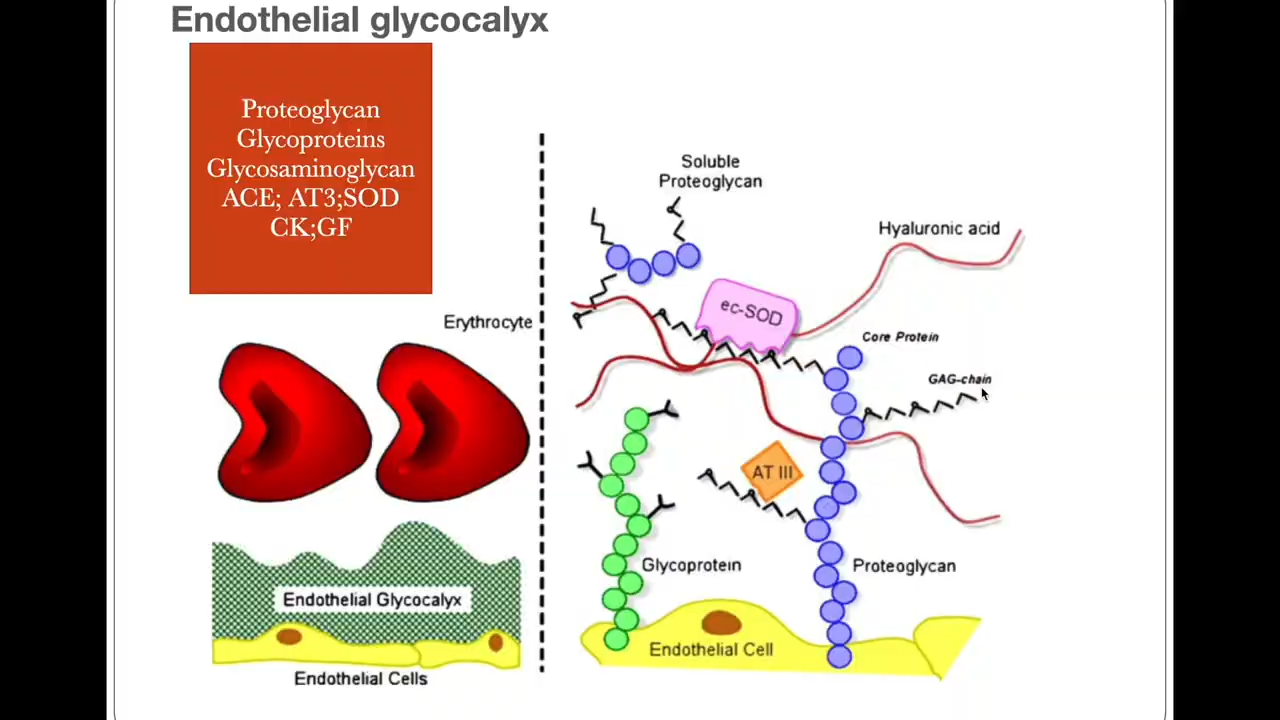 Endothelial glycocalyx
Proteoglycan
Glycoproteins
Glycosaminoglycan
ACE; AT3;SOD
CK;GF
Soluble
Proteoglycan
Hyaluronic acid
ec-SOD
Erythrocyte
Core Protein
GAG-chain
AT III
Glycoprotein
Proteoglycan
Endothelial Glycocalyx
Endothelial Cell
Endothelial Cells